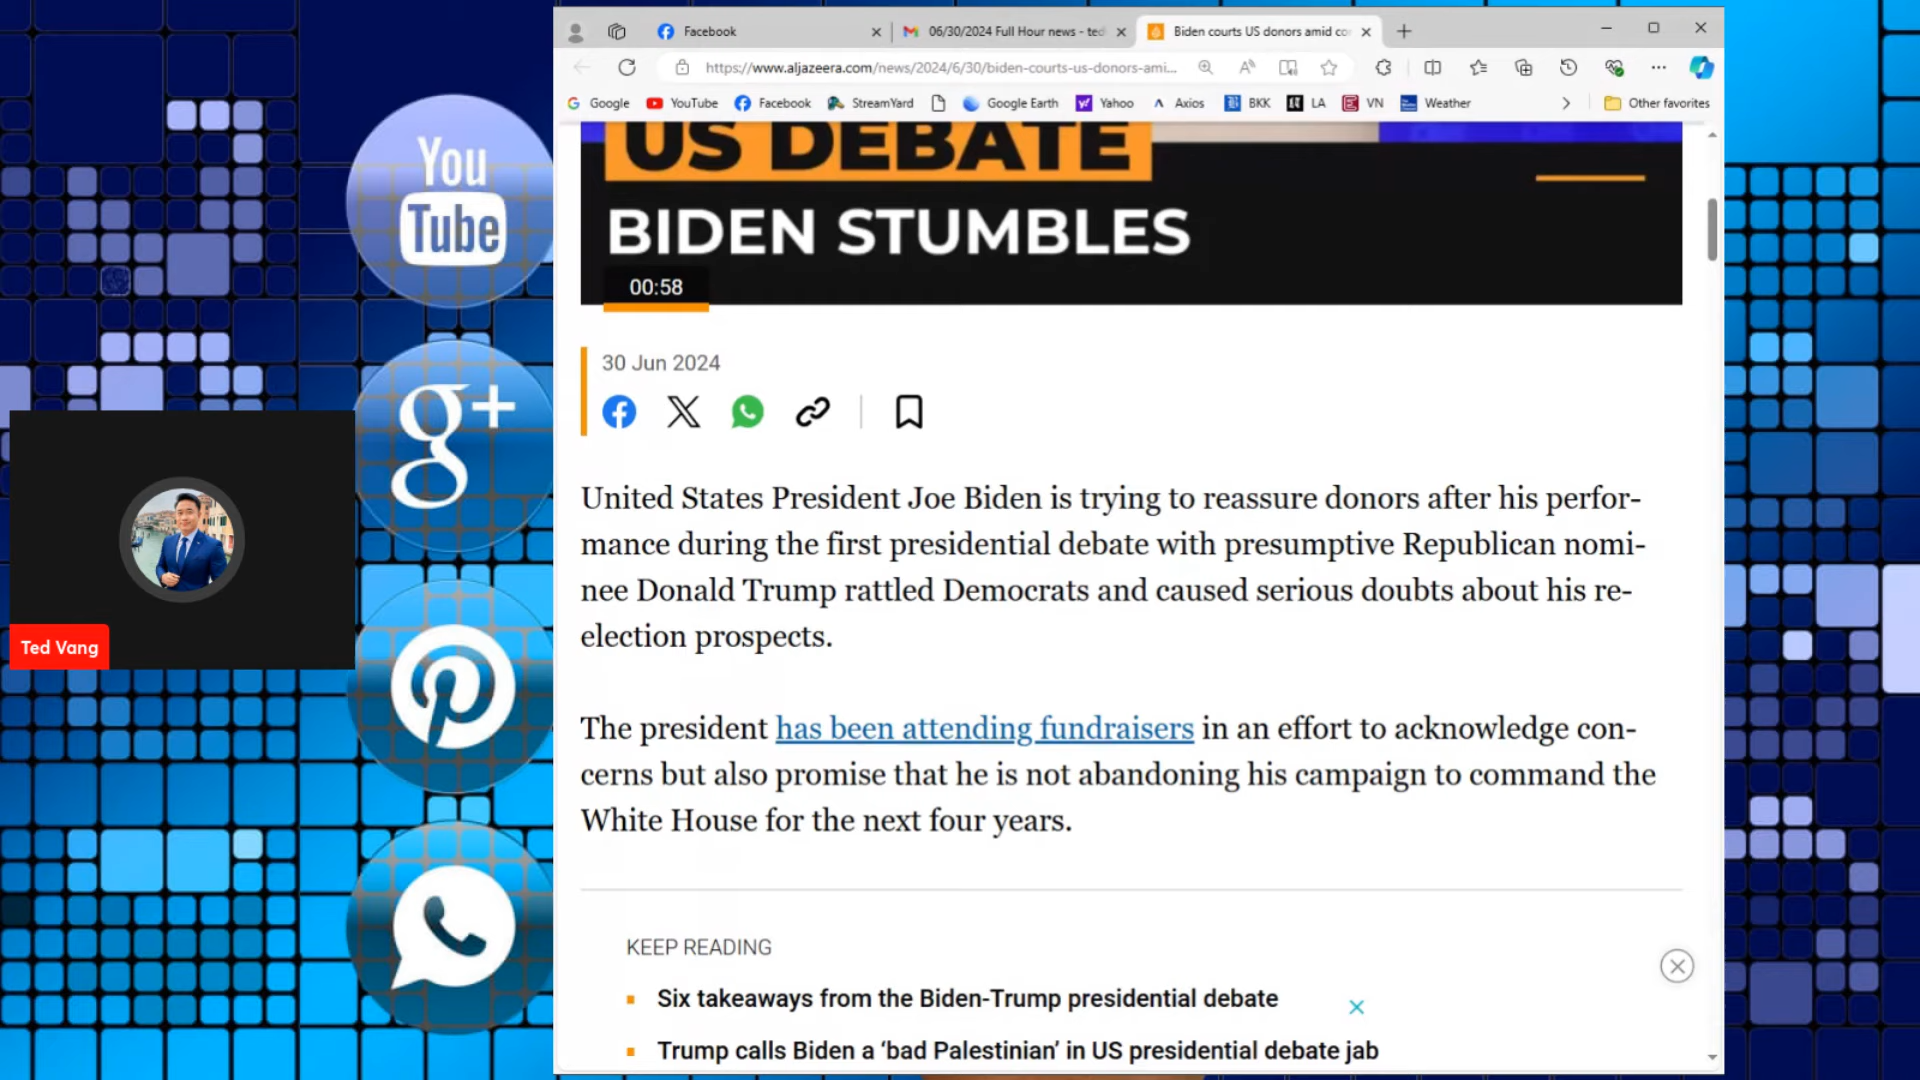 Facebook
06/30/2024 Full Hour news - ted
Biden courts US donors amid co
https://www.aljazeera.com/news/2024/6/30/biden-courts-us-donors-ami...
Google
YouTube
Facebook
StreamYard
Google Earth
Yahoo
Axios
BKK
LA
VN
Weather
Other favorites
You
Tube
g+
US DEBATE
BIDEN STUMBLES
00:58
30 Jun 2024
Ted Vang
United States President Joe Biden is trying to reassure donors after his perfor-
mance during the first presidential debate with presumptive Republican nomi-
nee Donald Trump rattled Democrats and caused serious doubts about his re-
election prospects.
The president has been attending fundraisers in an effort to acknowledge con-
cerns but also promise that he is not abandoning his campaign to command the
White House for the next four years.
KEEP READING
Six takeaways from the Biden-Trump presidential debate
Trump calls Biden a ‘bad Palestinian’ in US presidential debate jab